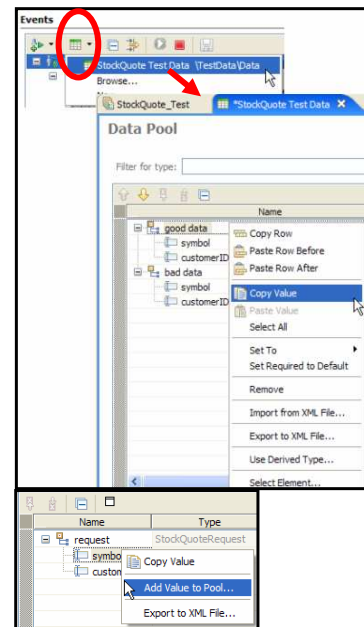 Events
StockQuote Test Data \TestData\Data
Browse...
StockQuote_Test
*StockQuote Test Data
Data Pool
Filter for type:
Name
good data
symbol
customerID
bad data
symbol
customerID
Copy Row
Paste Row Before
Paste Row After
Copy Value
Paste Value
Select All
Set To
Set Required to Default
Remove
Import from XML File...
Export to XML File...
Use Derived Type...
Select Element...
Name
Type
request
StockQuoteRequest
symbo
custom
Copy Value
Add Value to Pool...
Export to XML File...